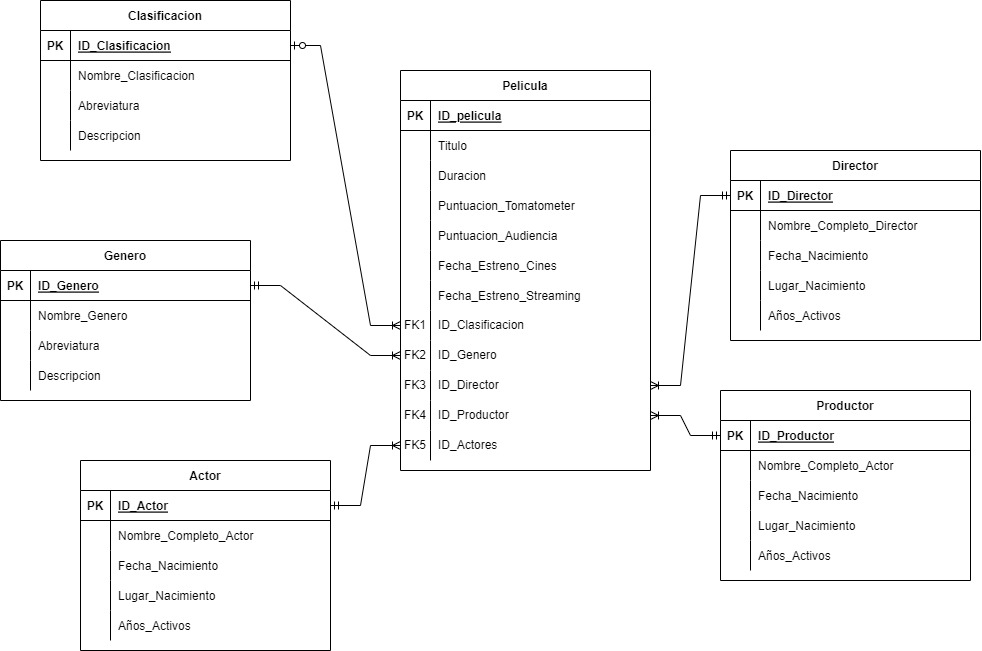 Clasificacion
PK ID_Clasificacion
Nombre_Clasificacion
Abreviatura
Descripcion
Pelicula
PK ID_pelicula
Titulo
Duracion
Puntuacion_Tomatometer
Puntuacion_Audiencia
Fecha_Estreno_Cines
Fecha_Estreno_Streaming
FK1 ID_Clasificacion
FK2 ID_Genero
FK3 ID_Director
FK4 ID_Productor
FK5 ID_Actores
Director
PK ID_Director
Nombre_Completo_Director
Fecha_Nacimiento
Lugar_Nacimiento
Años_Activos
Genero
PK ID_Genero
Nombre_Genero
Abreviatura
Descripcion
Productor
PK ID_Productor
Nombre_Completo_Actor
Fecha_Nacimiento
Lugar_Nacimiento
Años_Activos
Actor
PK ID_Actor
Nombre_Completo_Actor
Fecha_Nacimiento
Lugar_Nacimiento
Años_Activos